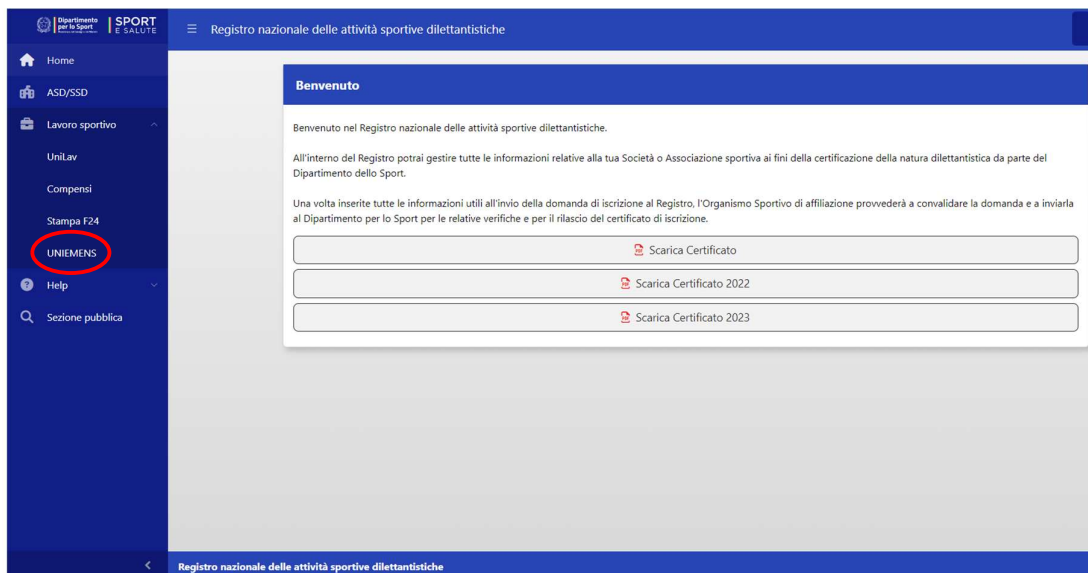 Dipartimento
per lo Sport
SPORT
E SALUTE
Registro nazionale delle attività sportive dilettantistiche
Home
ASD/SSD
Lavoro sportivo
UniLav
Compensi
Stampa F24
UNIEMENS
Help
Sezione pubblica
Benvenuto
Benvenuto nel Registro nazionale delle attività sportive dilettantistiche.
All'interno del Registro potrai gestire tutte le informazioni relative alla tua Società o Associazione sportiva ai fini della certificazione della natura dilettantistica da parte del
Dipartimento dello Sport.
Una volta inserite tutte le informazioni utili all'invio della domanda di iscrizione al Registro, l'Organismo Sportivo di affiliazione provvederà a convalidare la domanda e a inviarla
al Dipartimento per lo Sport per le relative verifiche e per il rilascio del certificato di iscrizione.
Scarica Certificato
Scarica Certificato 2022
Scarica Certificato 2023
Registro nazionale delle attività sportive dilettantistiche